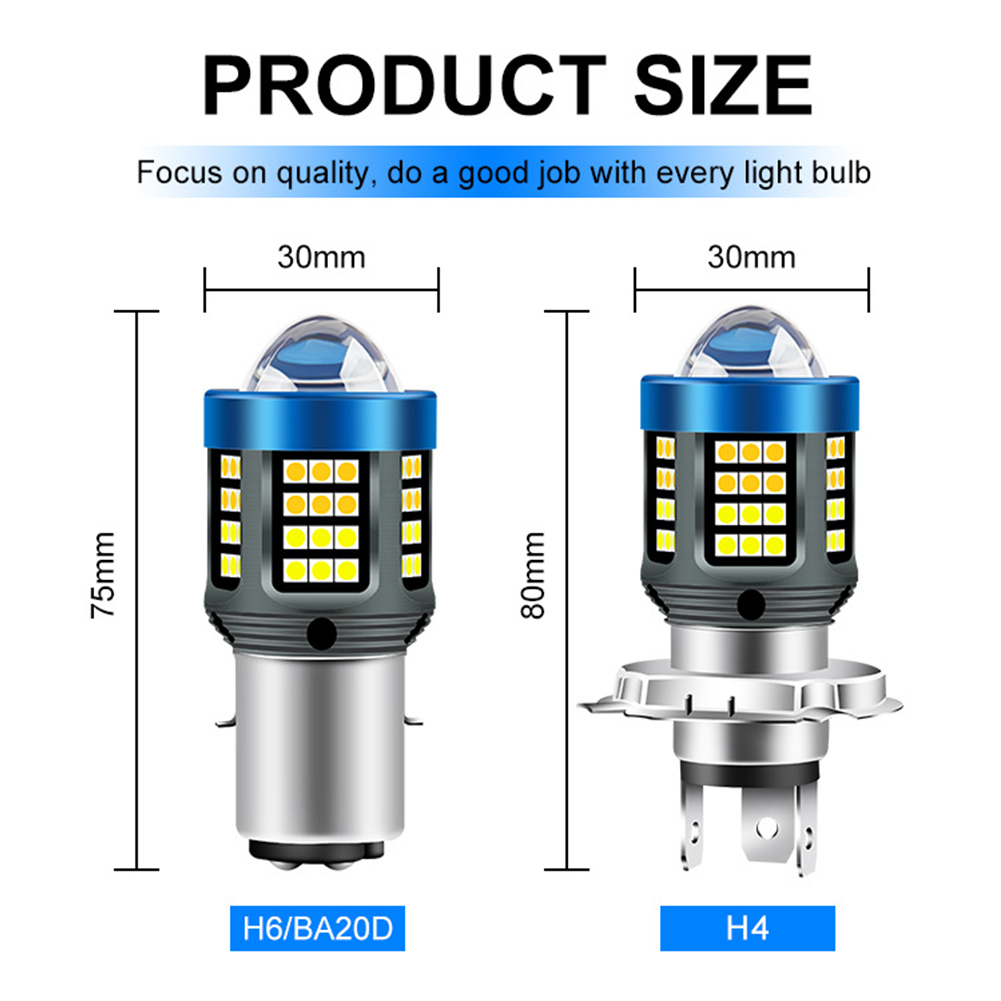 PRODUCT SIZE
Focus on quality, do a good job with every light bulb
30mm
30mm
75mm
80mm
H6/BA20D
H4